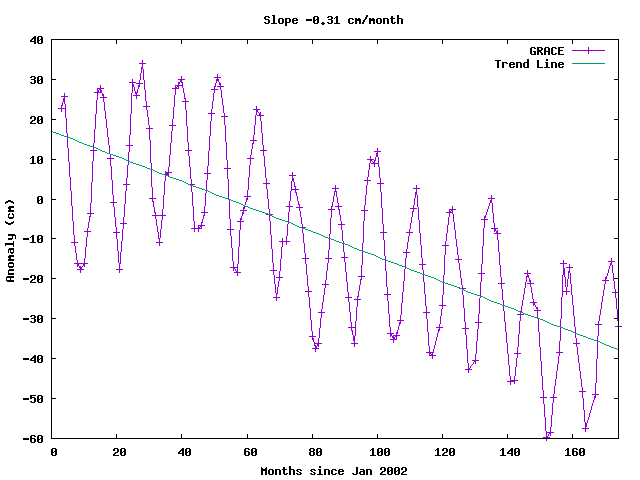 Slope -0.31 cm/month
GRACE
Trend Line
Anomaly (cm)
40
30
20
10
0
-10
-20
-30
-40
-50
-60
0 20 40 60 80 100 120 140 160
Months since Jan 2002